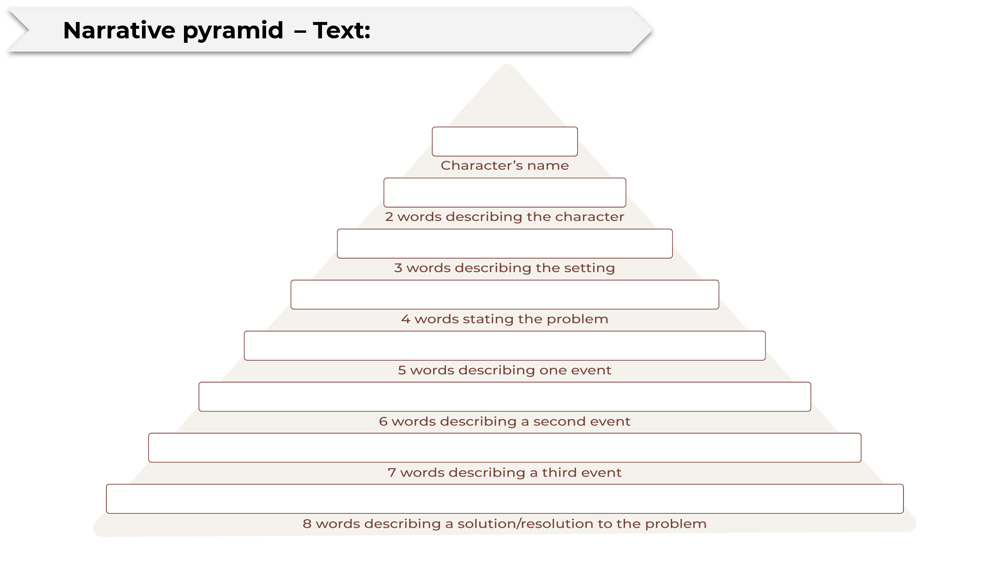 Narrative pyramid – Text:
Character’s name
2 words describing the character
3 words describing the setting
4 words stating the problem
5 words describing one event
6 words describing a second event
7 words describing a third event
8 words describing a solution/resolution to the problem